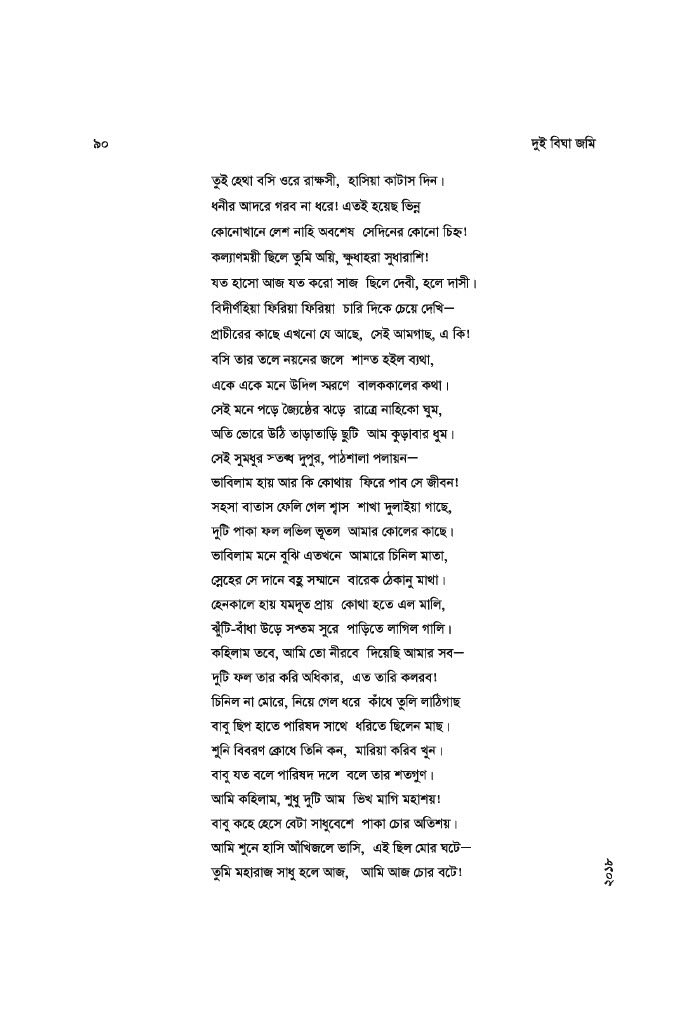 ৯০ দুই বিঘা জমি
তুই হেথা বসি ওরে রাক্ষসী, হাসিয়া কাটাস দিন।
ধনীর আদরে গরব না ধরে! এতই হয়েছ ভিন্ন
কোনোখানে লেশ নাহি অবশেষ সেদিনের কোনো চিহ্ন!
কল্যাণময়ী ছিলে তুমি অয়ি, ক্ষুধাহরা সুধারাশি!
যত হাসো আজ যত করো সাজ ছিলে দেবী, হলে দাসী।
বিদীর্ণহিয়া ফিরিয়া ফিরিয়া চারি দিকে চেয়ে দেখি—
প্রাচীরের কাছে এখনো যে আছে, সেই আমগাছ, এ কি!
বসি তার তলে নয়নের জলে শান্ত হইল ব্যথা,
একে একে মনে উদিল স্মরণে বালককালের কথা।
সেই মনে পড়ে জ্যৈষ্ঠের ঝড়ে রাত্রে নাহিকো ঘুম,
অতি ভোরে উঠি তাড়াতাড়ি ছুটি আম কুড়াবার ধুম।
সেই সুমধুর স্তব্ধ দুপুর, পাঠশালা পলায়ন—
ভাবিলাম হায় আর কি কোথায় ফিরে পাব সে জীবন!
সহসা বাতাস ফেলি গেল শ্বাস শাখা দুলাইয়া গাছে,
দুটি পাকা ফল লভিল ভূতল আমার কোলের কাছে।
ভাবিলাম মনে বুঝি এতখনে আমারে চিনিল মাতা,
স্নেহের সে দানে বহু সম্মানে বারেক ঠেকানু মাথা।
হেনকালে হায় যমদূত প্রায় কোথা হতে এল মালি,
ঝুঁটি-বাঁধা উড়ে সপ্তম সুরে পাড়িতে লাগিল গালি।
কহিলাম তবে, আমি তো নীরবে দিয়েছি আমার সব—
দুটি ফল তার করি অধিকার, এত তারি কলরব!
চিনিল না মোরে, নিয়ে গেল ধরে কাঁধে তুলি লাঠিগাছ
বাবু ছিপ হাতে পারিষদ সাথে ধরিতে ছিলেন মাছ।
শুনি বিবরণ ক্রোধে তিনি কন, মারিয়া করিব খুন।
বাবু যত বলে পারিষদ দলে বলে তার শতগুণ।
আমি কহিলাম, শুধু দুটি আম ভিখ মাগি মহাশয়!
বাবু কহে হেসে বেটা সাধুবেশে পাকা চোর অতিশয়।
আমি শুনে হাসি আঁখিজলে ভাসি, এই ছিল মোর ঘটে—
তুমি মহারাজ সাধু হলে আজ, আমি আজ চোর বটে!
২০১৮